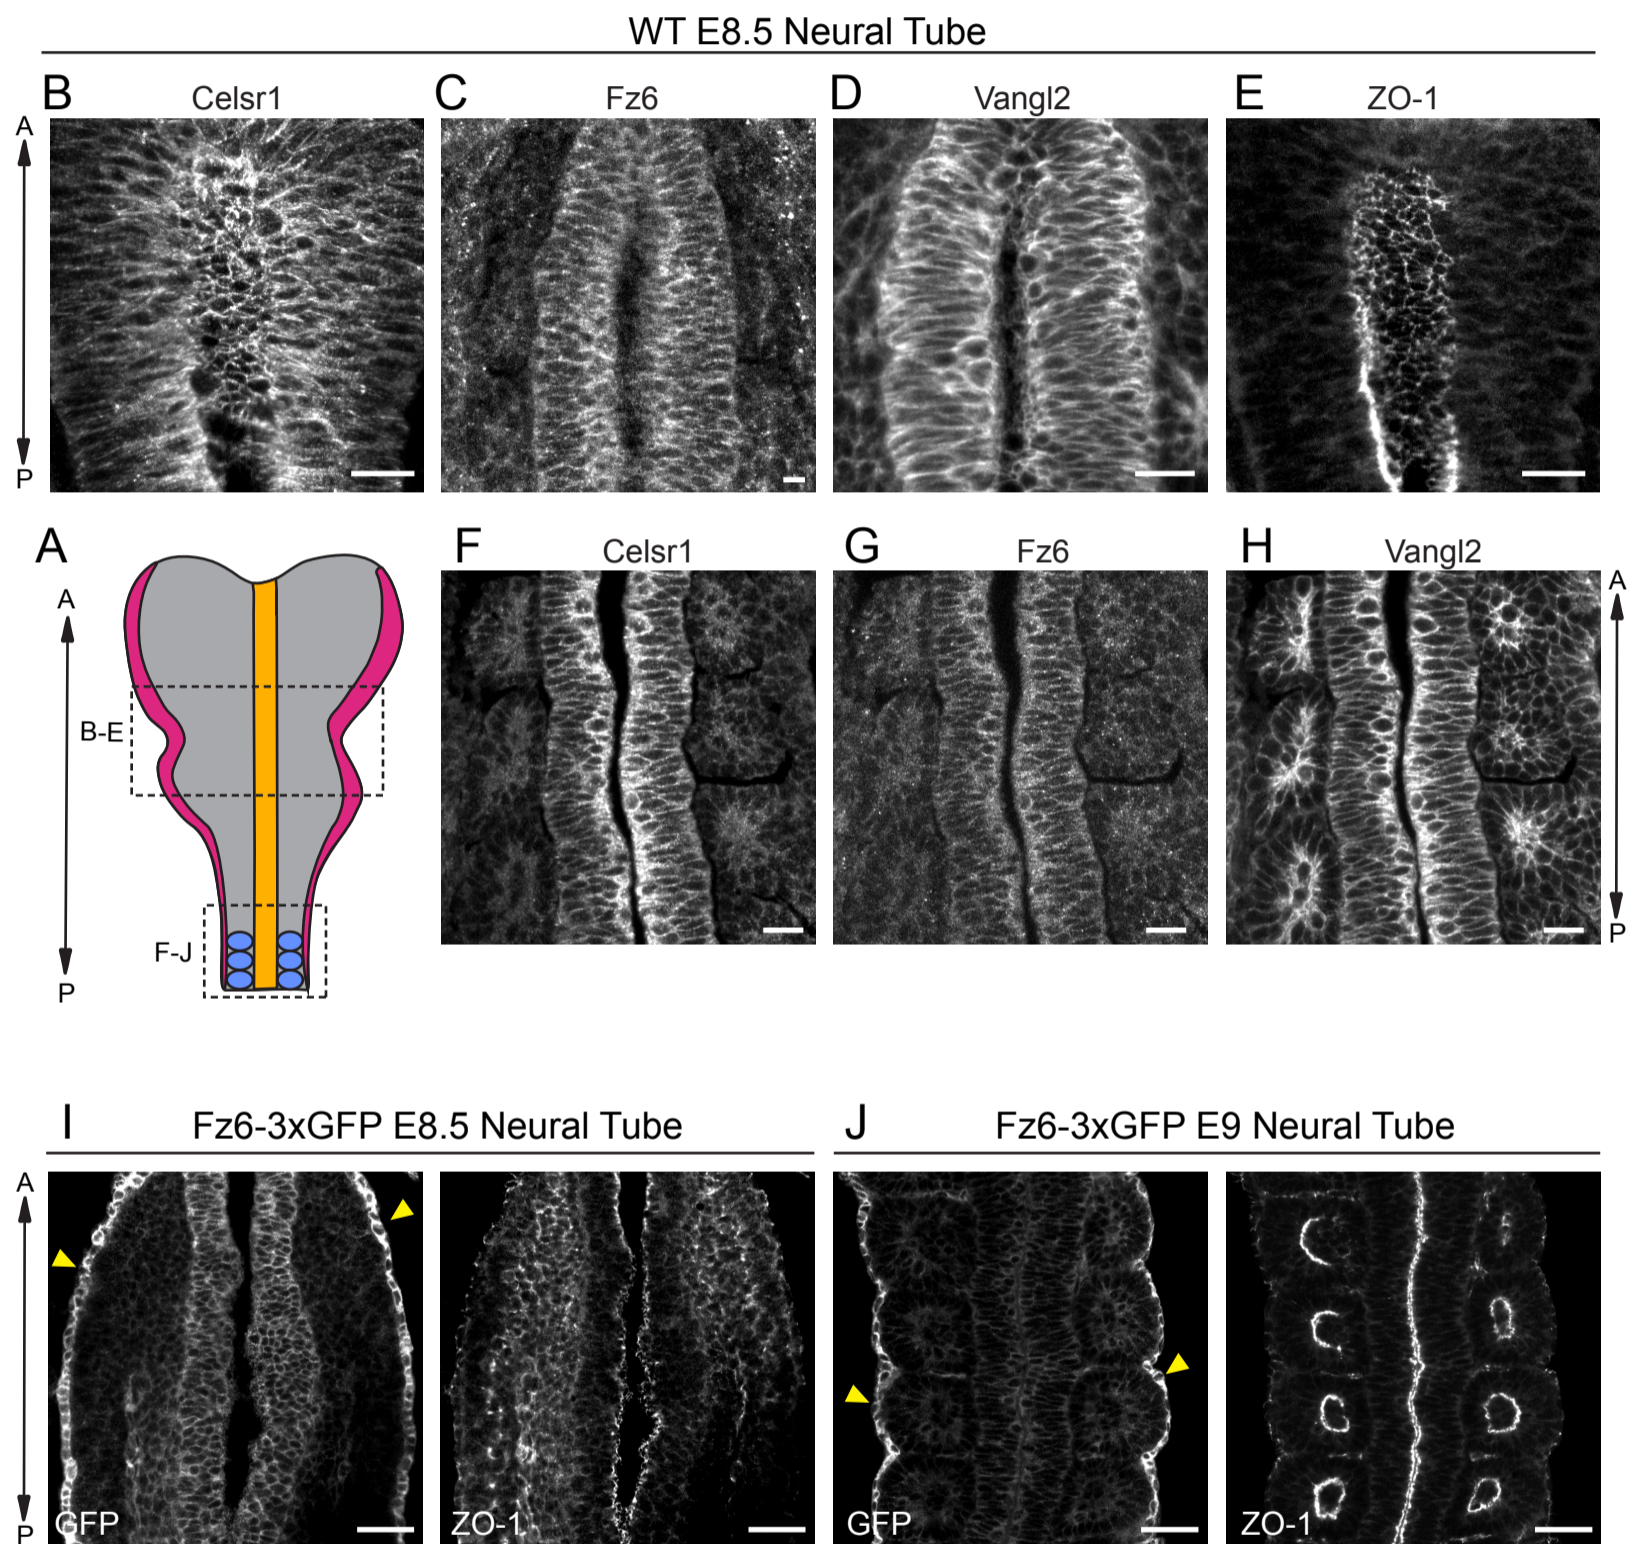 WT E8.5 Neural Tube
B Celsr1 C Fz6 D Vangl2 E ZO-1
A
P
A
A
B-E
F-J
P
F Celsr1 G Fz6 H Vangl2
A
P
I Fz6-3xGFP E8.5 Neural Tube J Fz6-3xGFP E9 Neural Tube
A
P
GFP ZO-1 GFP ZO-1